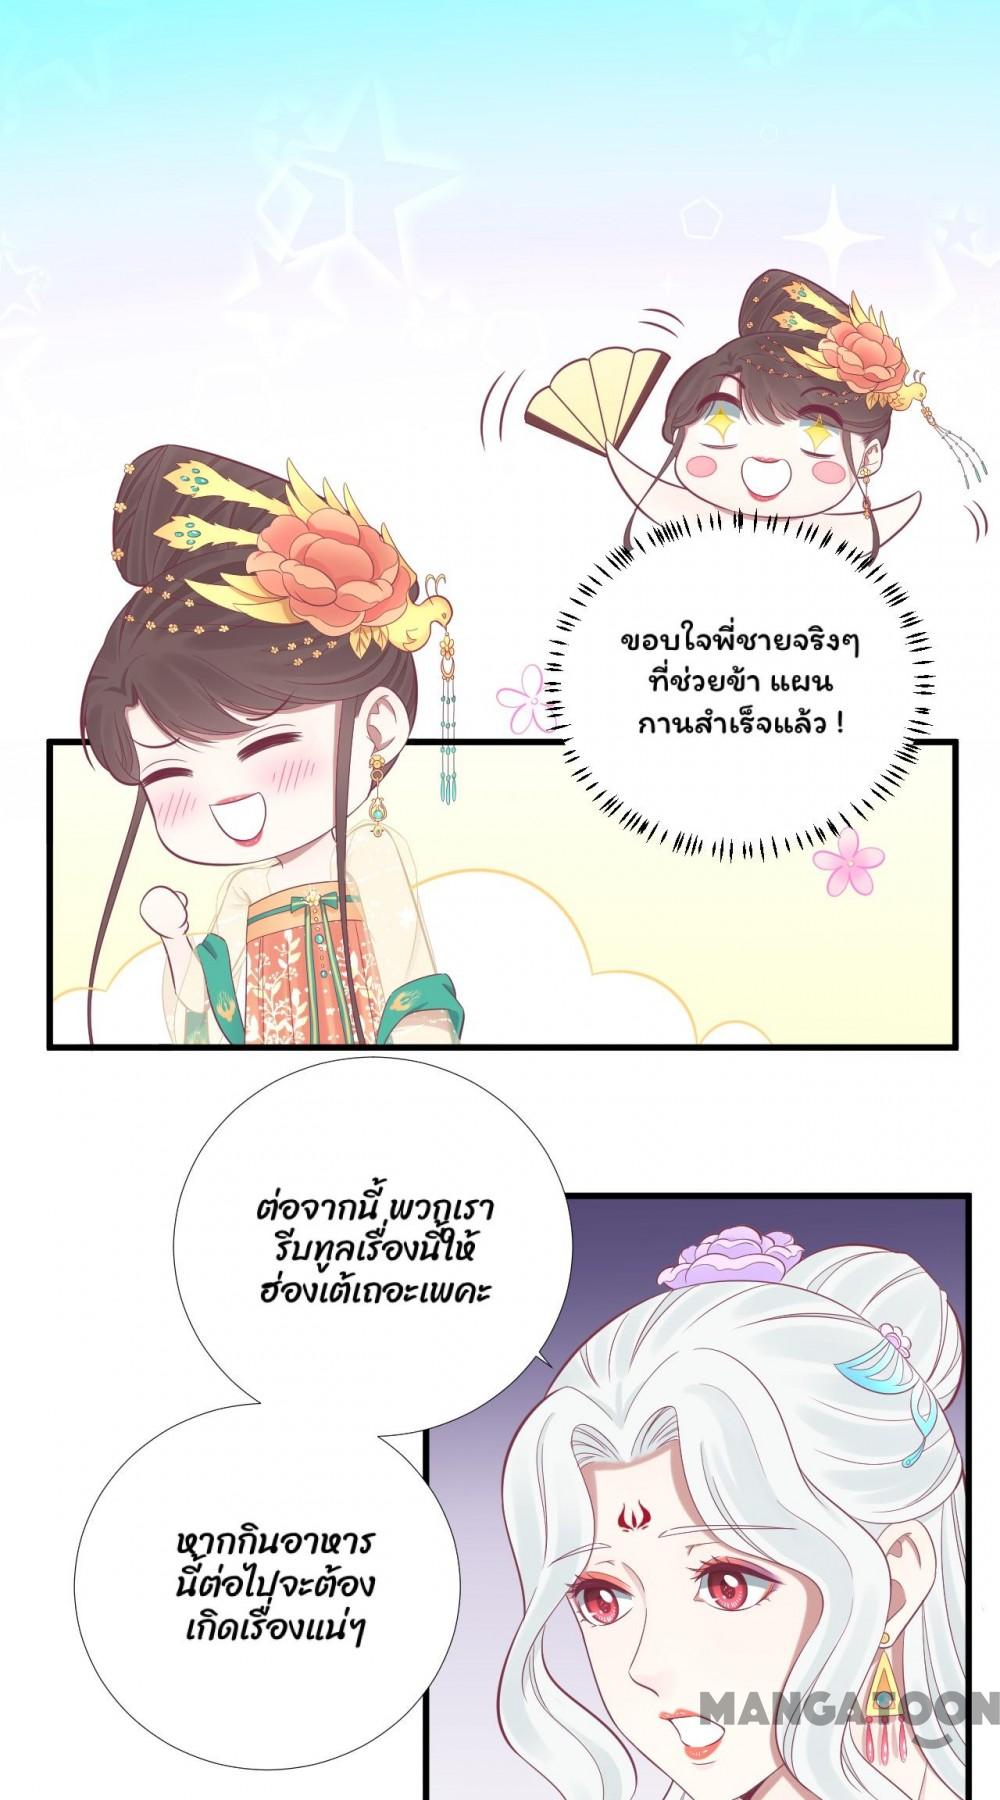 ขอบใจพี่ชายจริงๆ
ที่ช่วยข้า แผน
การสำเร็จแล้ว !
ต่อจากนี้ พวกเรา
รีบทูลเรื่องนี้ให้
ฮ่องเต้เถอะเพคะ
หากกินอาหาร
นี้ต่อไปจะต้อง
เกิดเรื่องแน่ๆ
MANGATOON